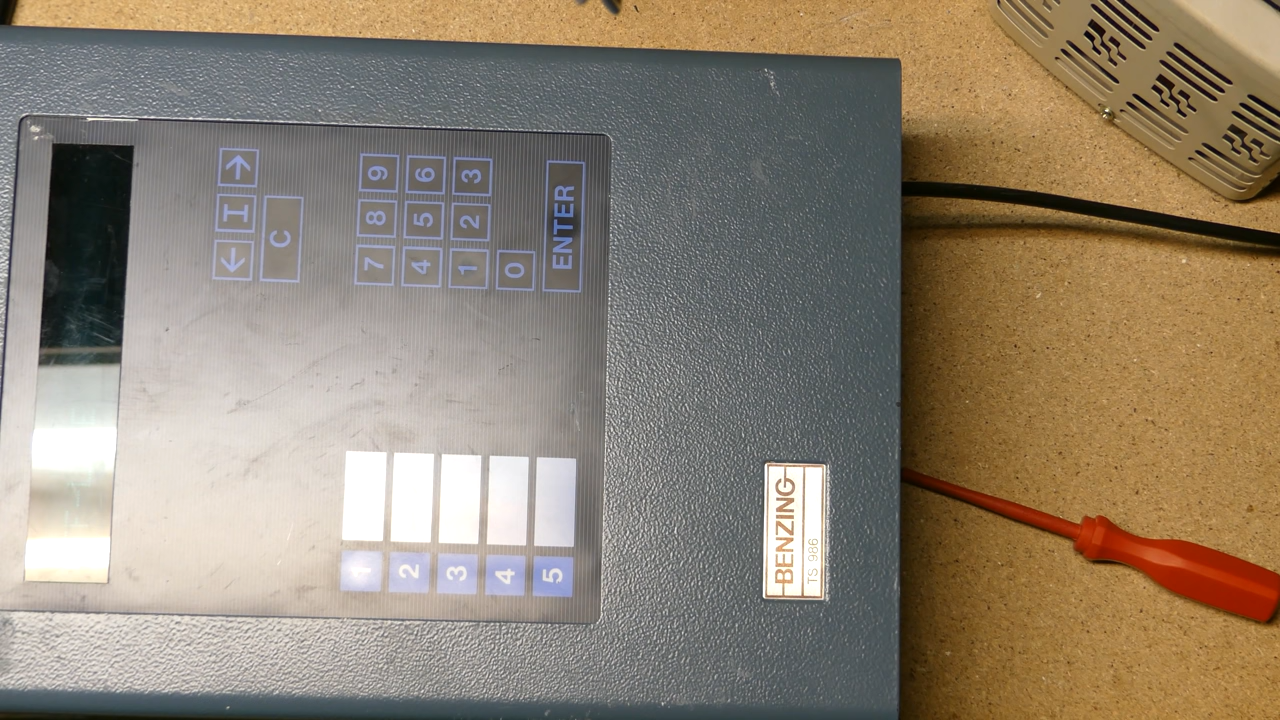 ↑ I ↓
C
7 8 9
4 5 6
1 2 3
0
ENTER
1
2
3
4
5
BENZING
TS 986